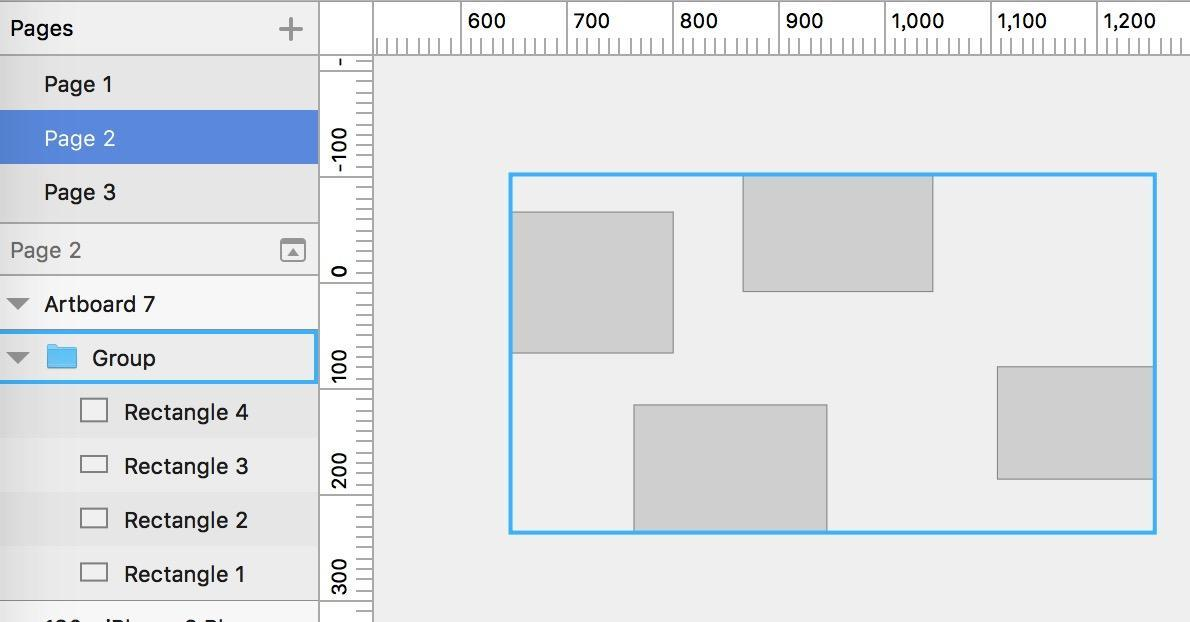 Pages
Page 1
Page 2
Page 3
Page 2
Artboard 7
Group
Rectangle 4
Rectangle 3
Rectangle 2
Rectangle 1
600 700 800 900 1,000 1,100 1,200
-100
0
100
200
300